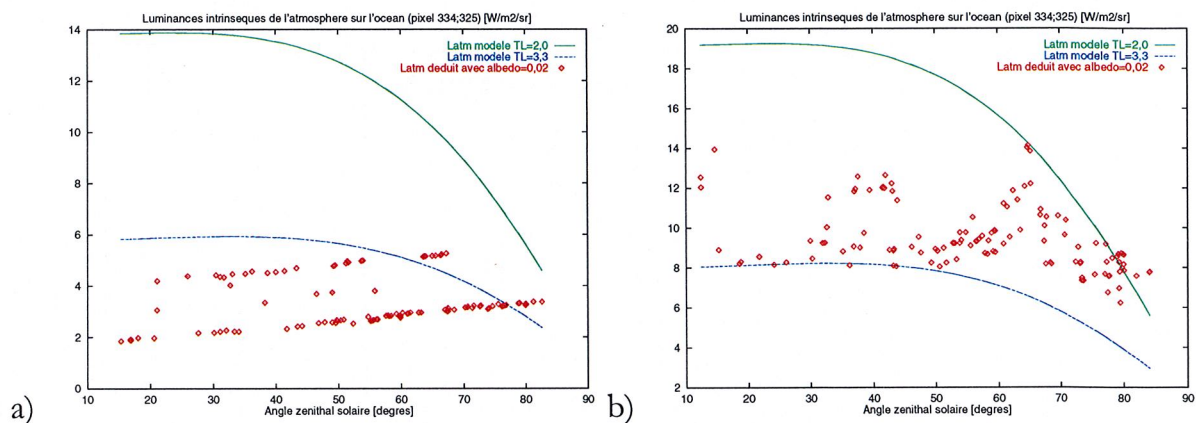 Luminances intrinseques de l'atmosphere sur l'ocean (pixel 334;325) [W/m2/sr]
14
12
10
8
6
4
2
0
Latm modele TL=2,0
Latm modele TL=3,3
Latm deduit avec albedo=0,02
10 20 30 40 50 60 70 80 90
Angle zenithal solaire [degres]
a)
Luminances intrinseques de l'atmosphere sur l'ocean (pixel 334;325) [W/m2/sr]
20
18
16
14
12
10
8
6
4
2
Latm modele TL=2,0
Latm modele TL=3,3
Latm deduit avec albedo=0,02
10 20 30 40 50 60 70 80 90
Angle zenithal solaire [degres]
b)